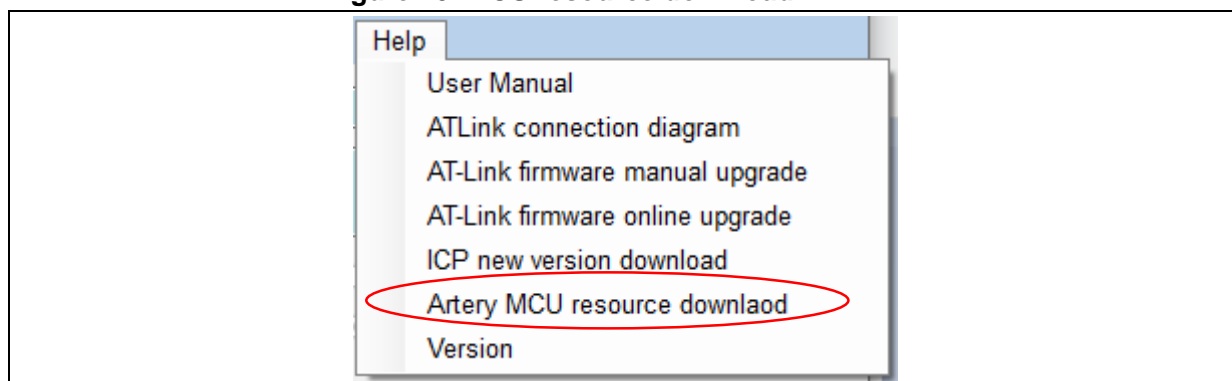 Help
User Manual
ATLink connection diagram
AT-Link firmware manual upgrade
AT-Link firmware online upgrade
ICP new version download
Artery MCU resource downlaod
Version